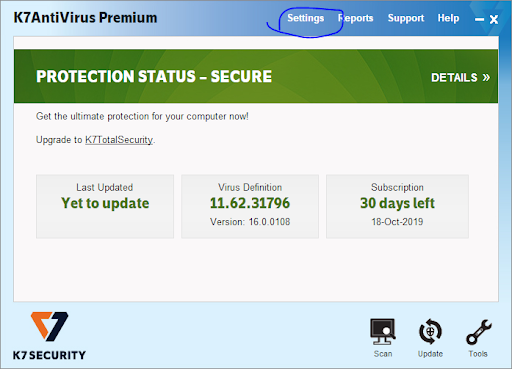 K7AntiVirus Premium
Settings Reports Support Help
PROTECTION STATUS – SECURE
DETAILS »
Get the ultimate protection for your computer now!
Upgrade to K7TotalSecurity.
Last Updated
Yet to update
Virus Definition
11.62.31796
Version: 16.0.0108
Subscription
30 days left
18-Oct-2019
K7 SECURITY
Scan
Update
Tools